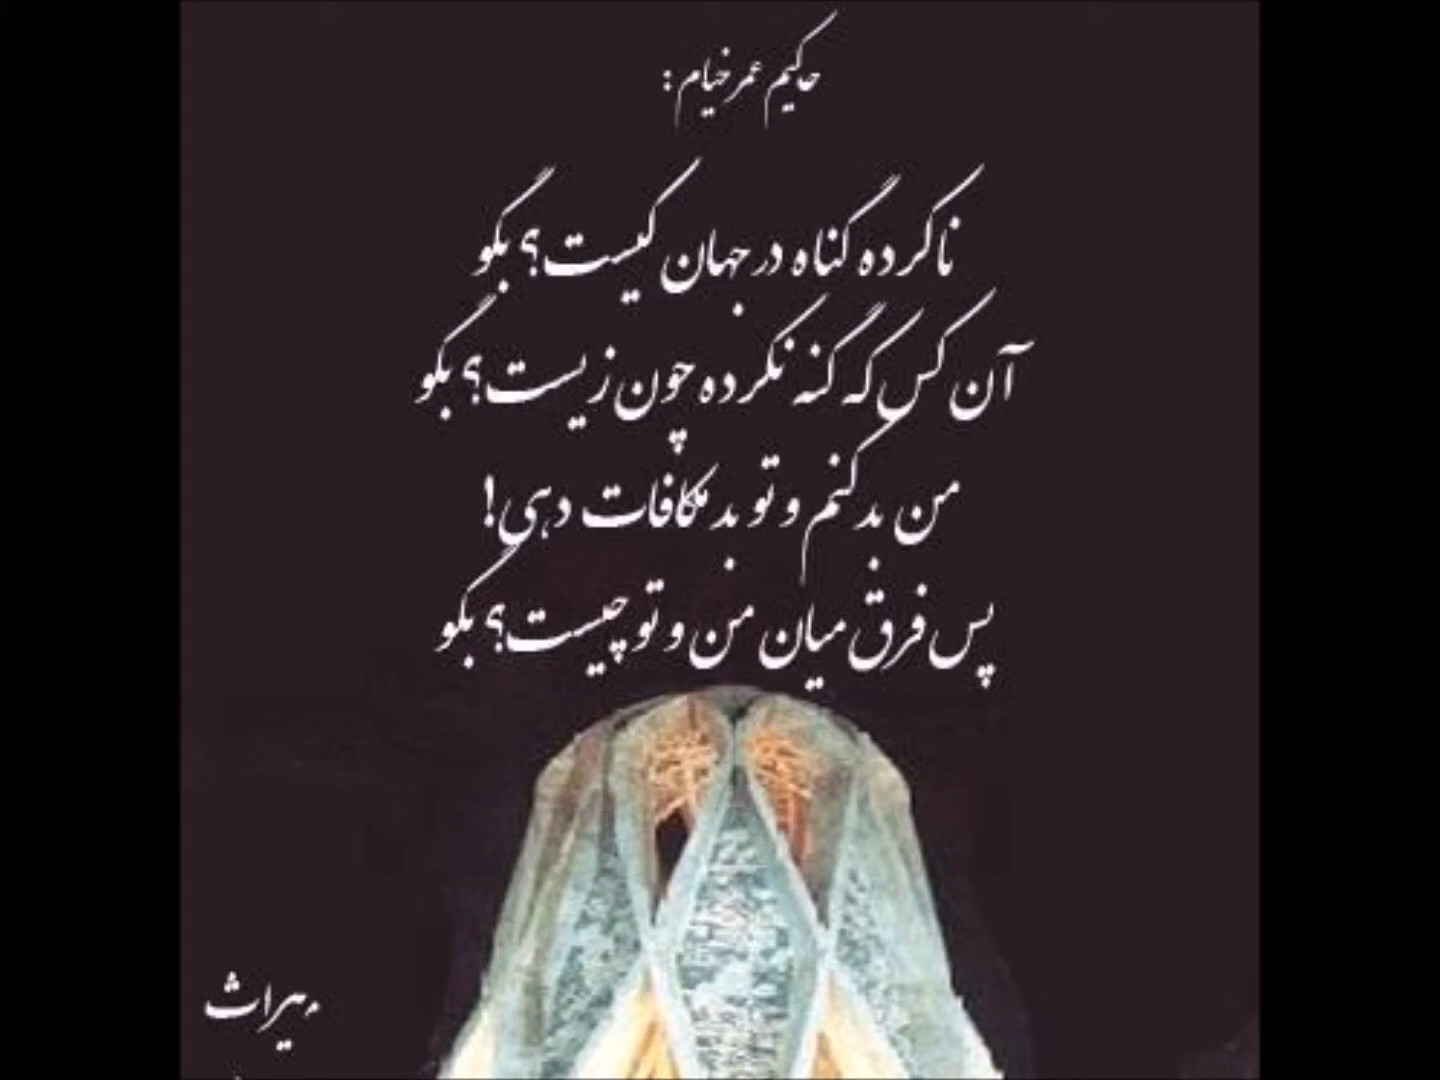 حکیم عمر خیام :
ناکرده گناه در جهان کیست؟ بگو
آن کس که گنه نکرده چون زیست؟ بگو
من بد کنم و تو بد مکافات دهی!
پس فرق میان من و تو چیست؟ بگو
میراث